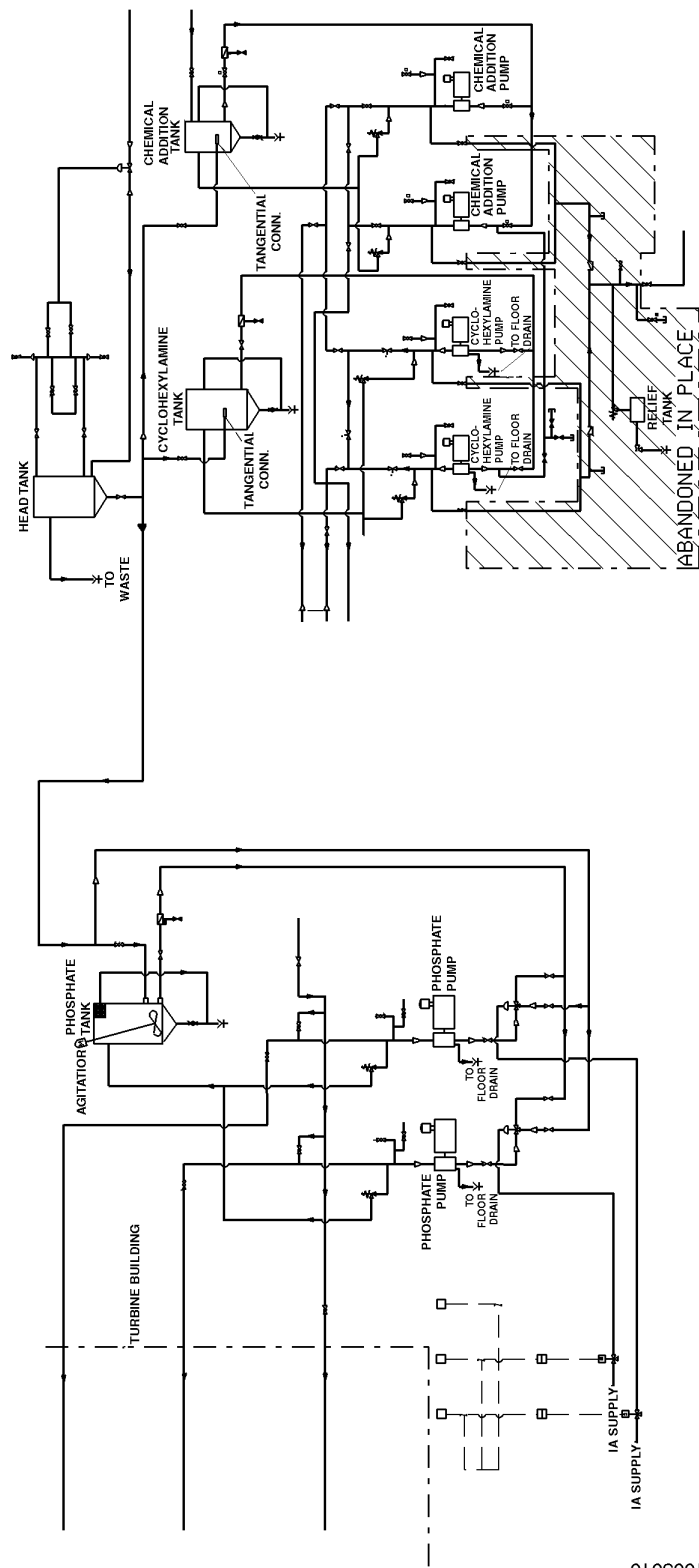 HEAD TANK
TO
WASTE
CYCLOHEXYLAMINE
TANK
TANGENTIAL
CONN.
CHEMICAL
ADDITION
TANK
TANGENTIAL
CONN.
CHEMICAL
ADDITION
PUMP
CHEMICAL
ADDITION
PUMP
CYCLO-
HEXYLAMINE
PUMP
TO FLOOR
DRAIN
CYCLO-
HEXYLAMINE
PUMP
TO FLOOR
DRAIN
RELIEF
TANK
ABANDONED IN PLACE
AGITATOR
PHOSPHATE
TANK
PHOSPHATE
PUMP
TO
FLOOR
DRAIN
PHOSPHATE
PUMP
TO
FLOOR
DRAIN
TURBINE BUILDING
IA SUPPLY
IA SUPPLY